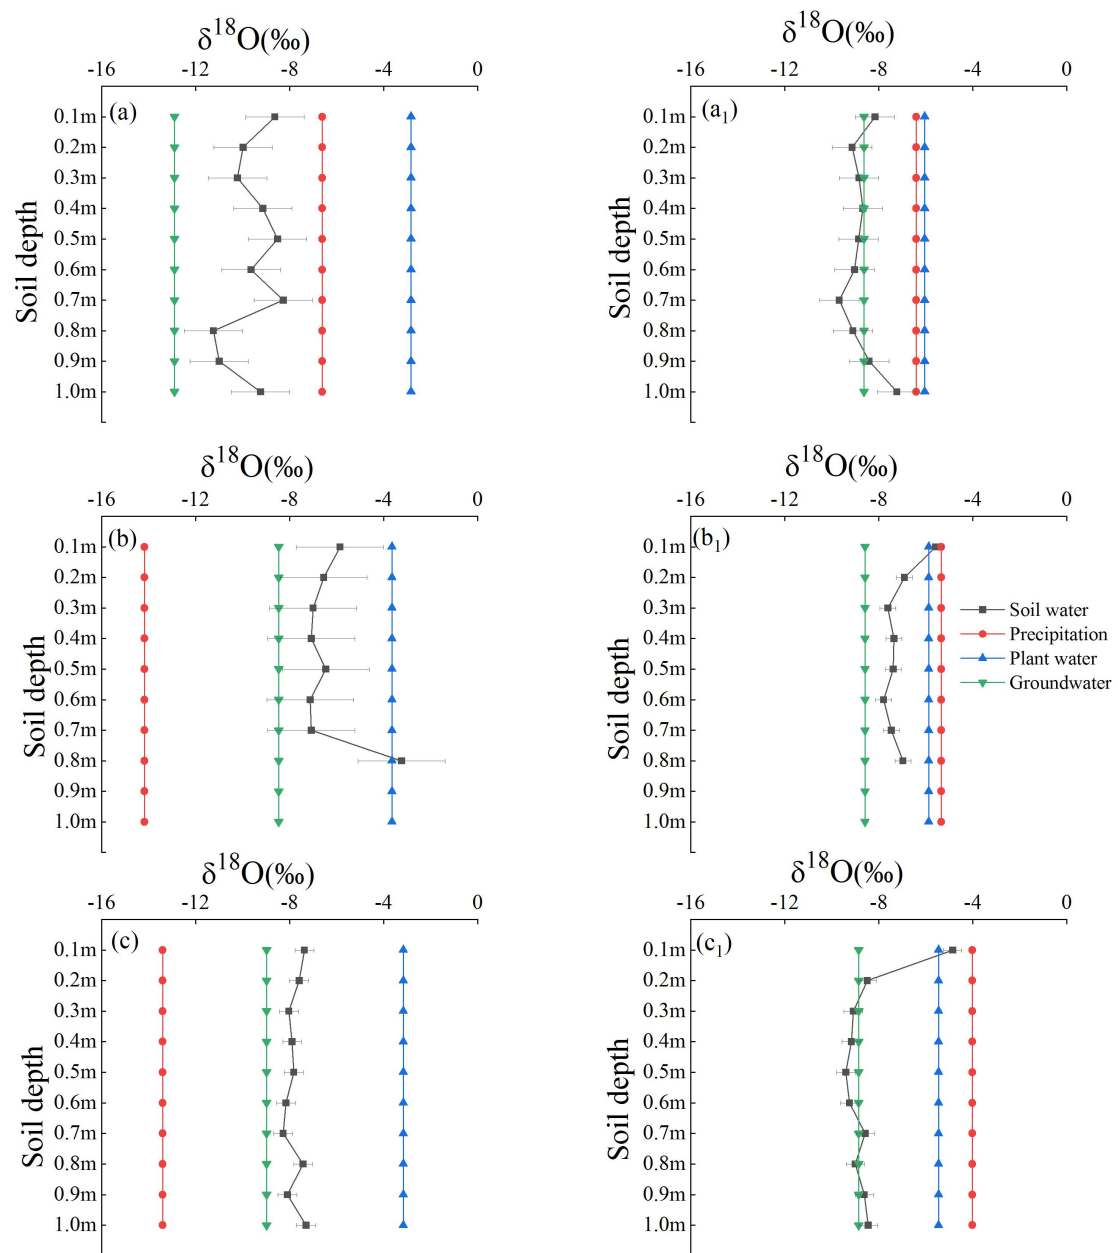 δ¹⁸O(‰)
-16 -12 -8 -4 0
(a)
Soil depth
0.1m
0.2m
0.3m
0.4m
0.5m
0.6m
0.7m
0.8m
0.9m
1.0m
δ¹⁸O(‰)
-16 -12 -8 -4 0
(a₁)
Soil depth
0.1m
0.2m
0.3m
0.4m
0.5m
0.6m
0.7m
0.8m
0.9m
1.0m
δ¹⁸O(‰)
-16 -12 -8 -4 0
(b)
Soil depth
0.1m
0.2m
0.3m
0.4m
0.5m
0.6m
0.7m
0.8m
0.9m
1.0m
δ¹⁸O(‰)
-16 -12 -8 -4 0
(b₁)
Soil depth
0.1m
0.2m
0.3m
0.4m
0.5m
0.6m
0.7m
0.8m
0.9m
1.0m
Soil water
Precipitation
Plant water
Groundwater
δ¹⁸O(‰)
-16 -12 -8 -4 0
(c)
Soil depth
0.1m
0.2m
0.3m
0.4m
0.5m
0.6m
0.7m
0.8m
0.9m
1.0m
δ¹⁸O(‰)
-16 -12 -8 -4 0
(c₁)
Soil depth
0.1m
0.2m
0.3m
0.4m
0.5m
0.6m
0.7m
0.8m
0.9m
1.0m